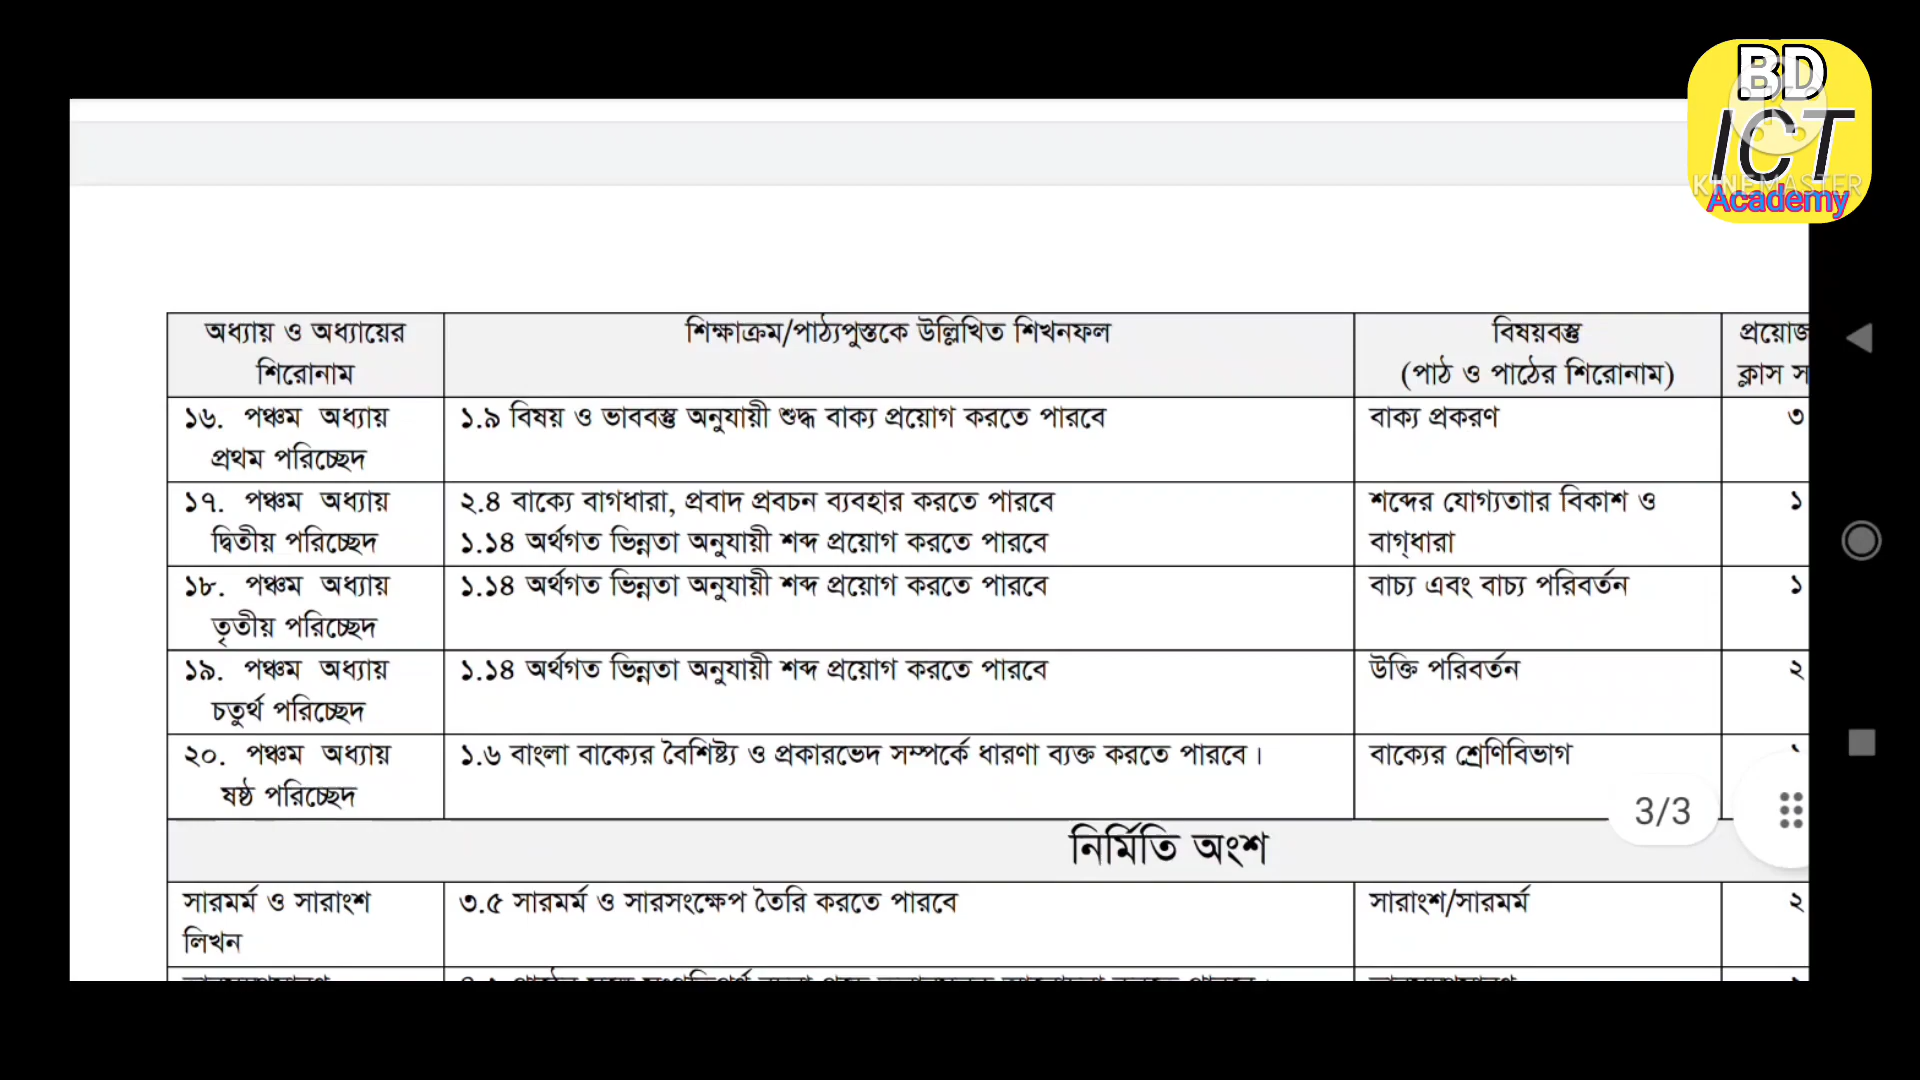 BD
ICT
KINEMASTER
Academy
অধ্যায় ও অধ্যায়ের
শিরোনাম
শিক্ষাক্রম/পাঠ্যপুস্তকে উল্লিখিত শিখনফল
বিষয়বস্তু
(পাঠ ও পাঠের শিরোনাম)
ক্লাস
১৬. পঞ্চম অধ্যায়
প্রথম পরিচ্ছেদ
১.৯ বিষয় ও ভাববস্তু অনুযায়ী শুদ্ধ বাক্য প্রয়োগ করতে পারবে
বাক্য প্রকরণ
৩
১৭. পঞ্চম অধ্যায়
দ্বিতীয় পরিচ্ছেদ
২.৪ বাক্যে বাগধারা, প্রবাদ প্রবচন ব্যবহার করতে পারবে
১.১৪ অর্থগত ভিন্নতা অনুযায়ী শব্দ প্রয়োগ করতে পারবে
শব্দের যোগ্যতাার বিকাশ ও
বাগ্‌ধারা
১
১৮. পঞ্চম অধ্যায়
তৃতীয় পরিচ্ছেদ
১.১৪ অর্থগত ভিন্নতা অনুযায়ী শব্দ প্রয়োগ করতে পারবে
বাচ্য এবং বাচ্য পরিবর্তন
১
১৯. পঞ্চম অধ্যায়
চতুর্থ পরিচ্ছেদ
১.১৪ অর্থগত ভিন্নতা অনুযায়ী শব্দ প্রয়োগ করতে পারবে
উক্তি পরিবর্তন
২
২০. পঞ্চম অধ্যায়
ষষ্ঠ পরিচ্ছেদ
১.৬ বাংলা বাক্যের বৈশিষ্ট্য ও প্রকারভেদ সম্পর্কে ধারণা ব্যক্ত করতে পারবে।
বাক্যের শ্রেণিবিভাগ
3/3
নির্মিতি অংশ
সারমর্ম ও সারাংশ
লিখন
৩.৫ সারমর্ম ও সারসংক্ষেপ তৈরি করতে পারবে
সারাংশ/সারমর্ম
২